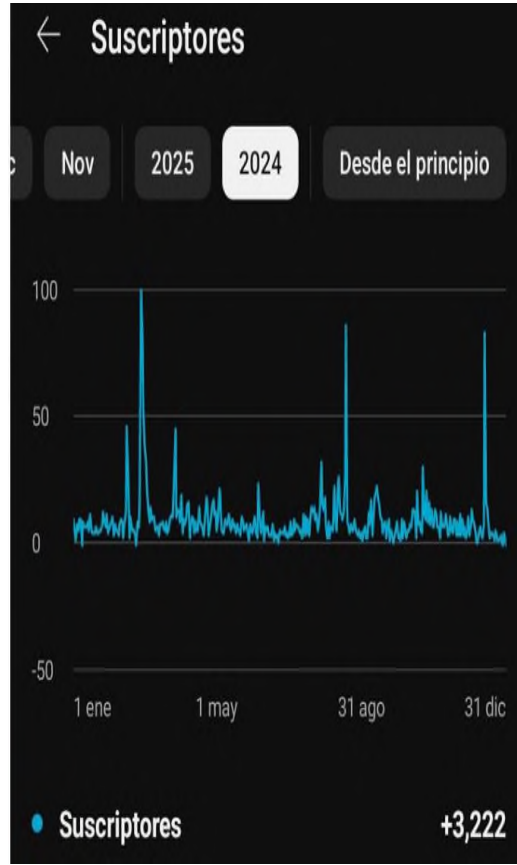 Suscriptores
c Nov 2025 2024 Desde el principio
100
50
0
-50
1 ene 1 may 31 ago 31 dic
Suscriptores +3,222